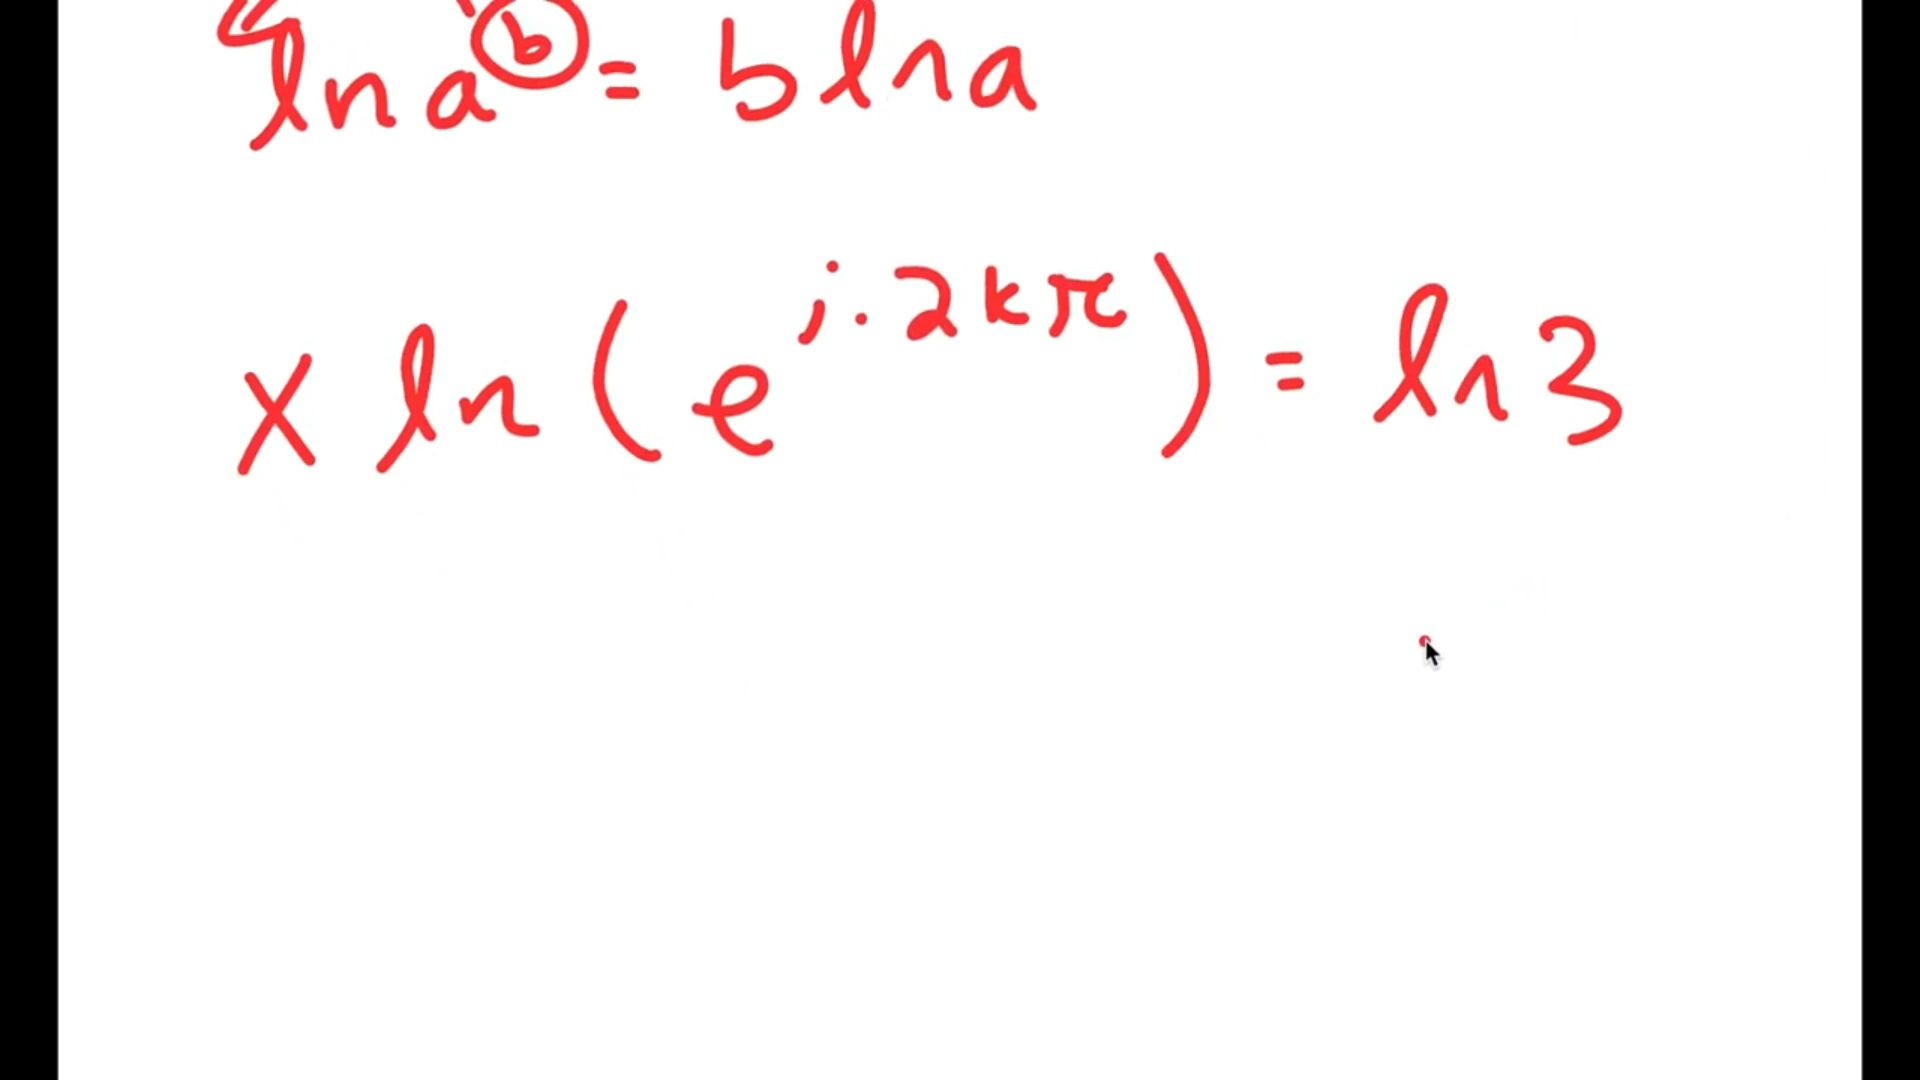 ln a^b = b ln a
x ln(e^{i·2kπ}) = ln 3